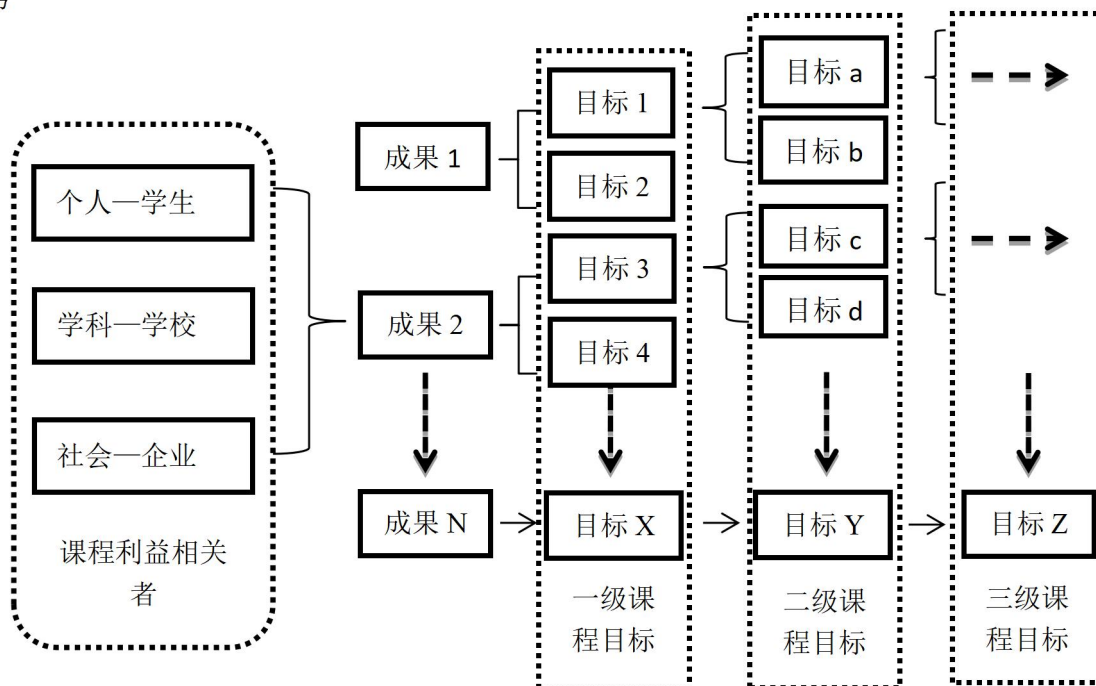 个人—学生
学科—学校
社会—企业
课程利益相关
者
成果 1
成果 2
成果 N
目标 1
目标 2
目标 3
目标 4
目标 X
一级课
程目标
目标 a
目标 b
目标 c
目标 d
目标 Y
二级课
程目标
目标 Z
三级课
程目标